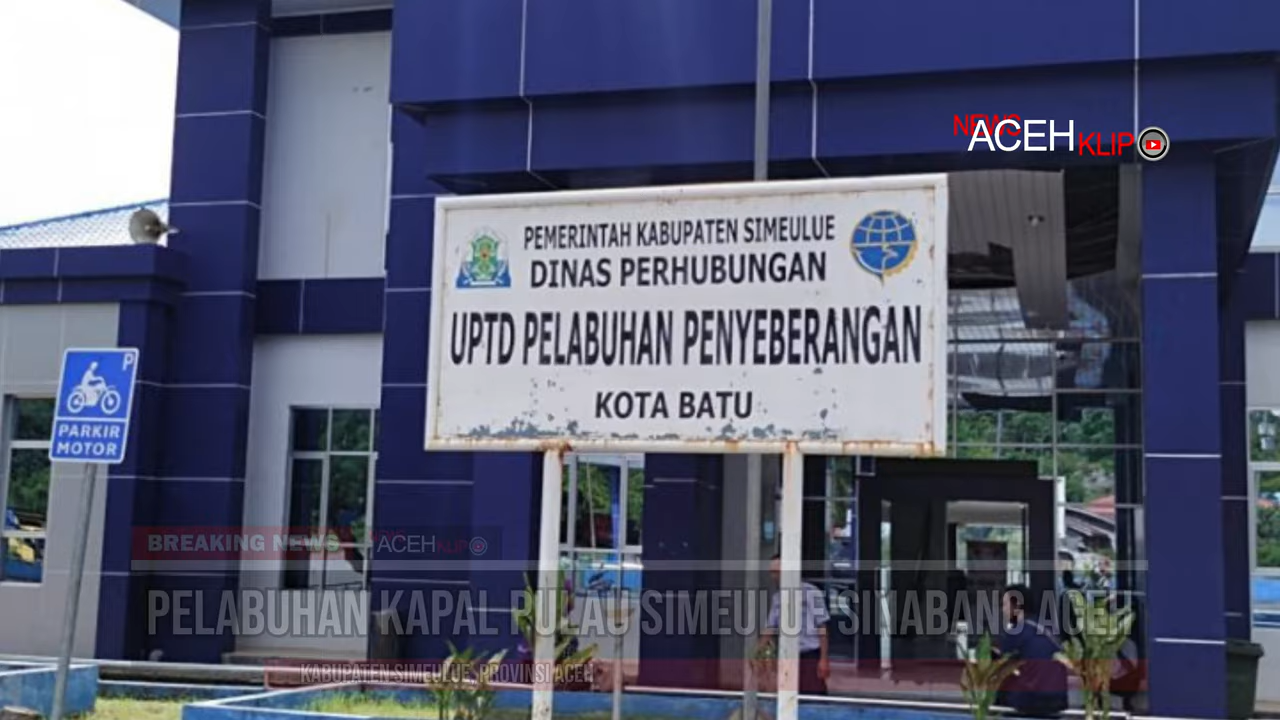 NEWS
ACEH KLIP
PEMERINTAH KABUPATEN SIMEULUE
DINAS PERHUBUNGAN
UPTD PELABUHAN PENYEBERANGAN
KOTA BATU
P
PARKIR
MOTOR
BREAKING NEWS ACEH KLIP
PELABUHAN KAPAL PULAU SIMEULUE SINABANG ACEH
KABUPATEN SIMEULUE, PROVINSI ACEH